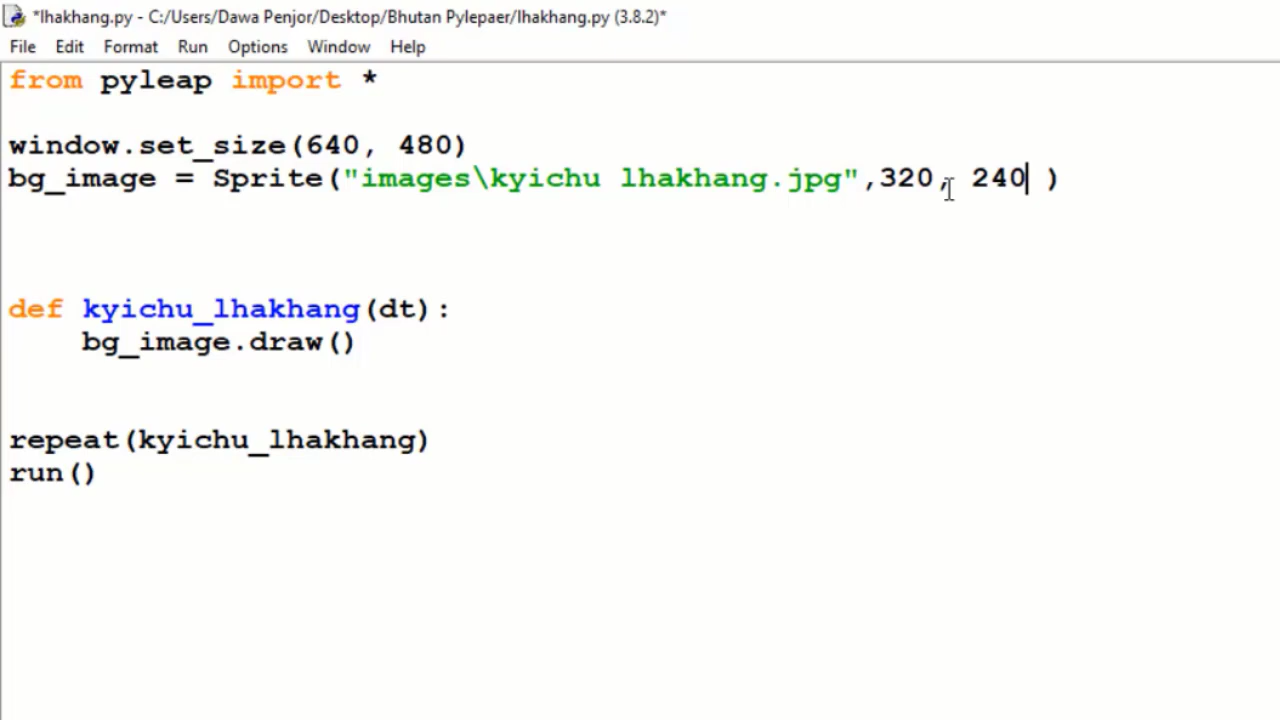 *lhakhang.py - C:/Users/Dawa Penjor/Desktop/Bhutan Pylepaer/lhakhang.py (3.8.2)*
File Edit Format Run Options Window Help
from pyleap import *
window.set_size(640, 480)
bg_image = Sprite("images\kyichu lhakhang.jpg",320, 240 )
def kyichu_lhakhang(dt):
    bg_image.draw()
repeat(kyichu_lhakhang)
run()